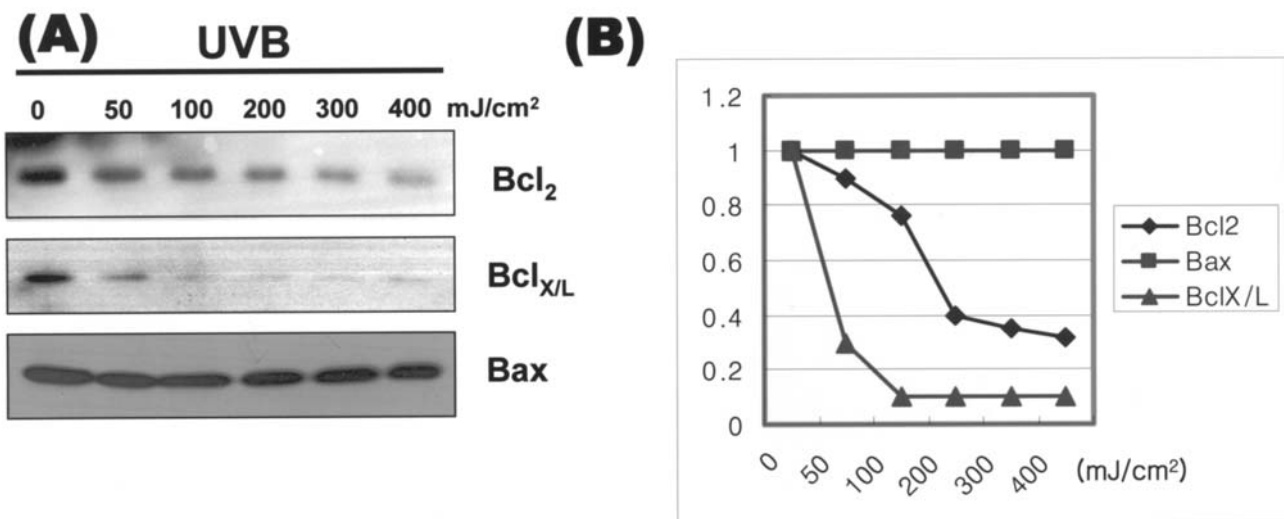 (A)
UVB
0 50 100 200 300 400 mJ/cm²
Bcl₂
Bcl_X/L
Bax
(B)
1.2
1
0.8
0.6
0.4
0.2
0
0 50 100 200 300 400 (mJ/cm²)
Bcl2
Bax
BclX/L